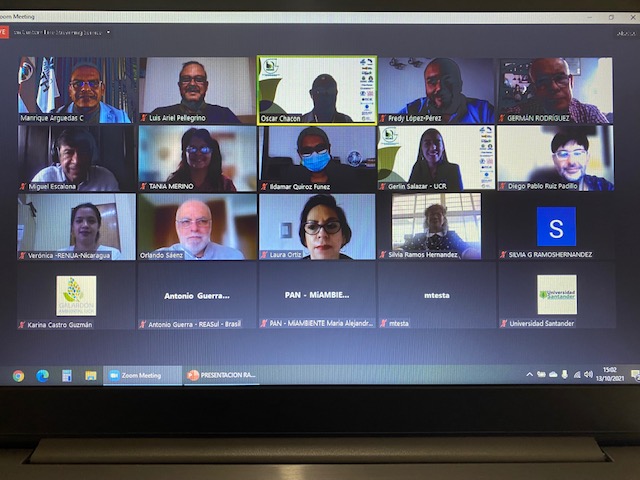 Zoom Meeting
Manrique Arguedas C
Luis Ariel Pellegrino
Oscar Chacon
Fredy López-Pérez
GERMÁN RODRÍGUEZ
Miguel Escalona
TANIA MERINO
Ildamar Quiroz Funez
Gerlin Salazar - UCR
Diego Pablo Ruiz Padillo
Verónica -RENUA-Nicaragua
Orlando Sáenz
Laura Ortiz
Silvia Ramos Hernandez
S
SILVIA G RAMOSHERNANDEZ
Karina Castro Guzmán
Antonio Guerra...
Antonio Guerra - REASul - Brasil
PAN - MiAMBIE...
PAN - MiAMBIENTE Maria Alejandr...
mtesta
mtesta
Universidad
Santander
Universidad Santander
Zoom Meeting
PRESENTACION RA...
15:02
13/10/2021